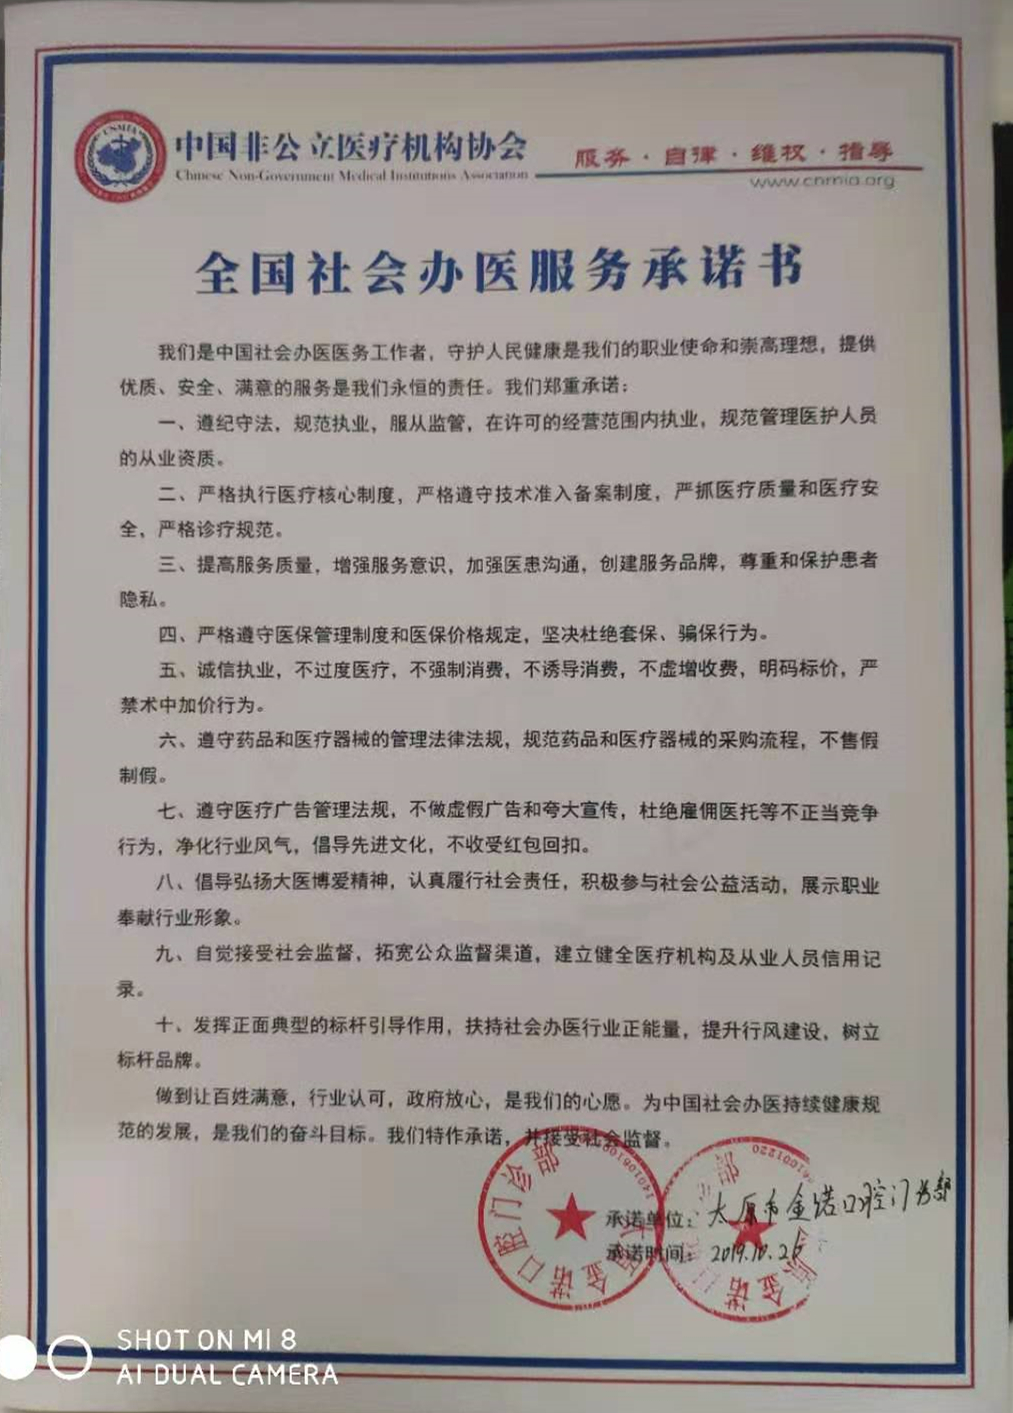 CNMIA
中国非公立医疗机构协会
Chinese Non-Government Medical Institutions Association
服务·自律·维权·指导
www.cnmia.org
全国社会办医服务承诺书
我们是中国社会办医医务工作者，守护人民健康是我们的职业使命和崇高理想，提供
优质、安全、满意的服务是我们永恒的责任。我们郑重承诺：
一、遵纪守法，规范执业，服从监管，在许可的经营范围内执业，规范管理医护人员
的从业资质。
二、严格执行医疗核心制度，严格遵守技术准入备案制度，严抓医疗质量和医疗安
全，严格诊疗规范。
三、提高服务质量，增强服务意识，加强医患沟通，创建服务品牌，尊重和保护患者
隐私。
四、严格遵守医保管理制度和医保价格规定，坚决杜绝套保、骗保行为。
五、诚信执业，不过度医疗，不强制消费，不诱导消费，不虚增收费，明码标价，严
禁术中加价行为。
六、遵守药品和医疗器械的管理法律法规，规范药品和医疗器械的采购流程，不售假
制假。
七、遵守医疗广告管理法规，不做虚假广告和夸大宣传，杜绝雇佣医托等不正当竞争
行为，净化行业风气，倡导先进文化，不收受红包回扣。
八、倡导弘扬大医博爱精神，认真履行社会责任，积极参与社会公益活动，展示职业
奉献行业形象。
九、自觉接受社会监督，拓宽公众监督渠道，建立健全医疗机构及从业人员信用记
录。
十、发挥正面典型的标杆引导作用，扶持社会办医行业正能量，提升行风建设，树立
标杆品牌。
做到让百姓满意，行业认可，政府放心，是我们的心愿。为中国社会办医持续健康规
范的发展，是我们的奋斗目标。我们特作承诺，并接受社会监督。
承诺单位：太原市金诺口腔门诊部
承诺时间：2019.10.26
金诺口腔门诊部
SHOT ON MI 8
AI DUAL CAMERA